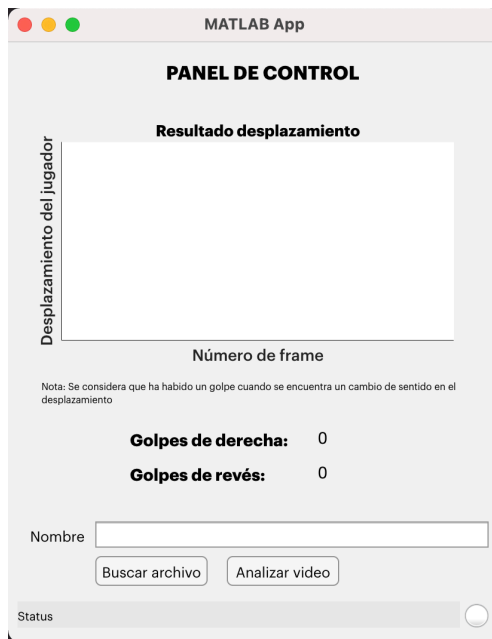 MATLAB App
PANEL DE CONTROL
Resultado desplazamiento
Desplazamiento del jugador
Número de frame
Nota: Se considera que ha habido un golpe cuando se encuentra un cambio de sentido en el
desplazamiento
Golpes de derecha: 0
Golpes de revés: 0
Nombre
Buscar archivo Analizar video
Status